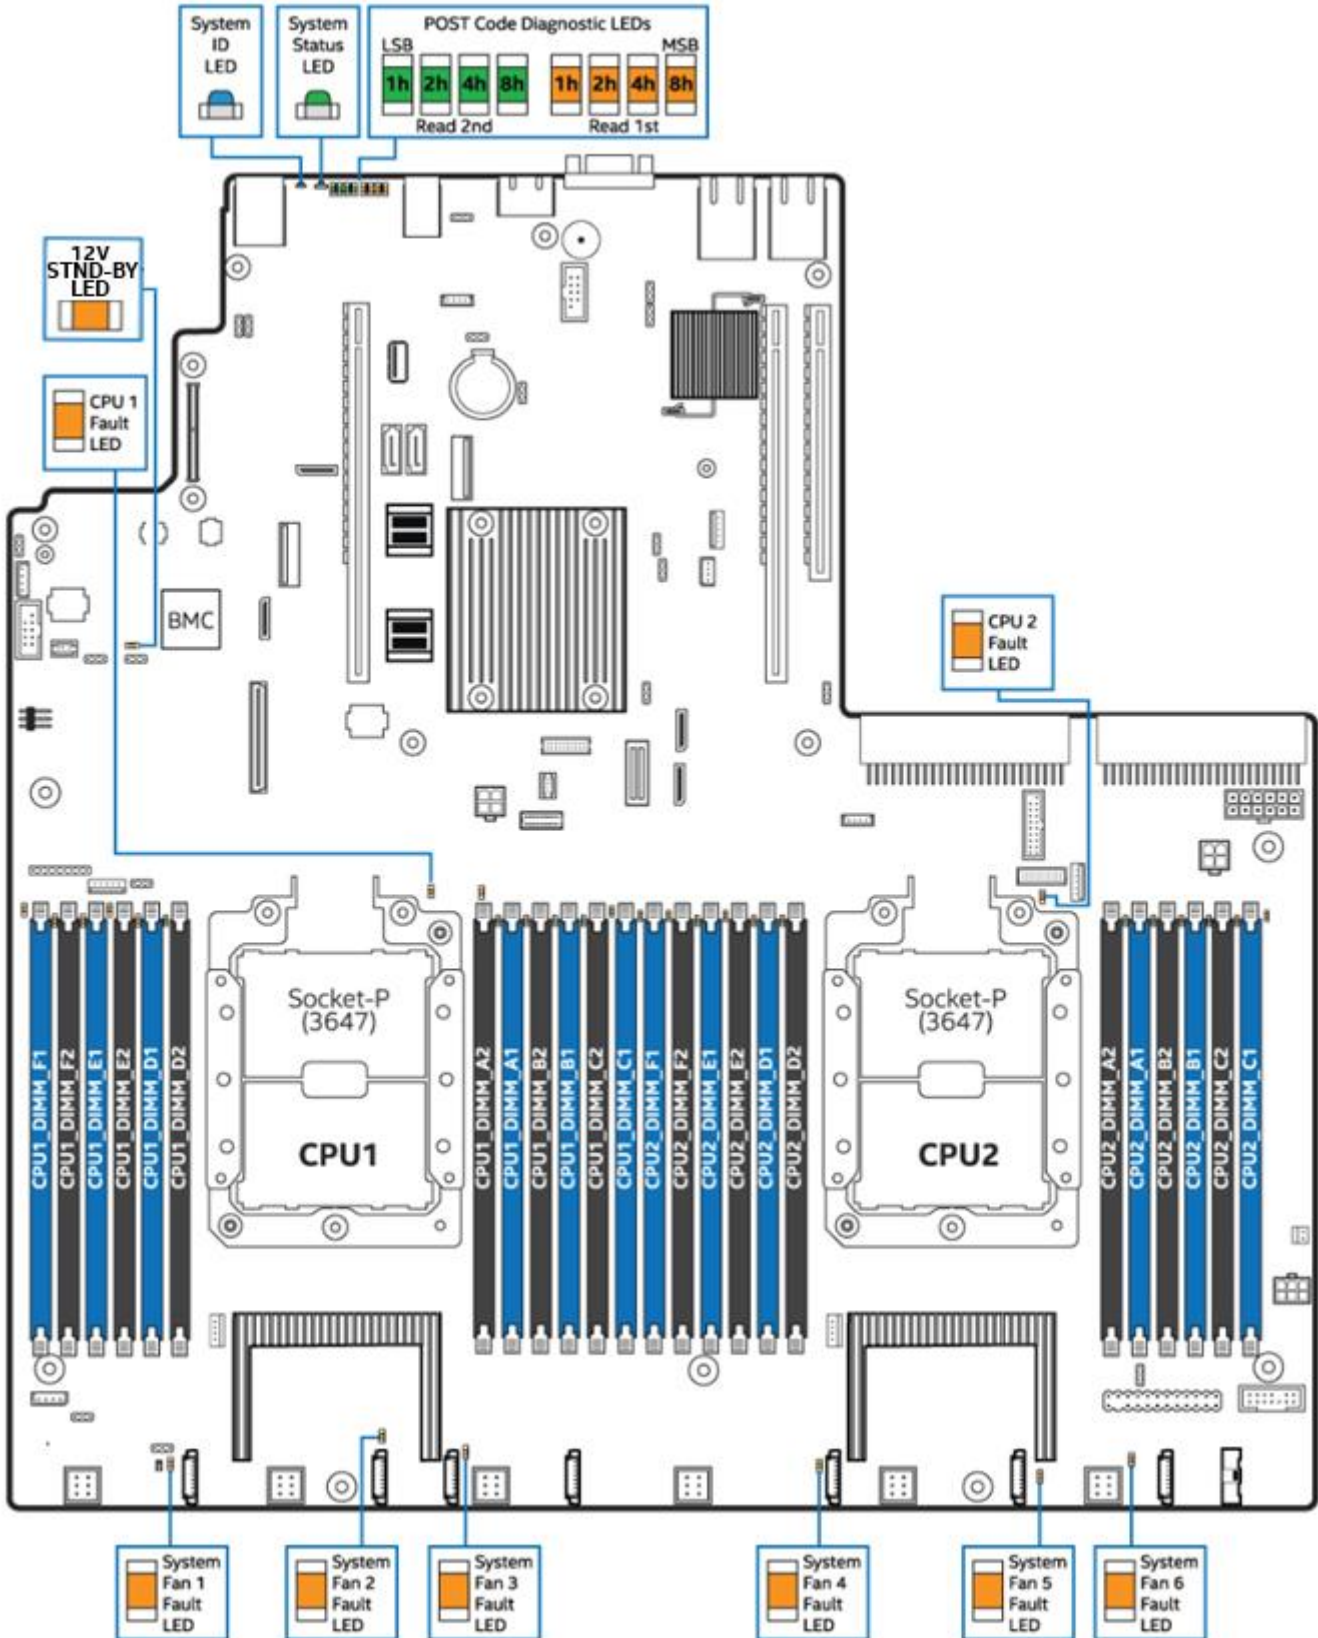 System
ID
LED
System
Status
LED
POST Code Diagnostic LEDs
LSB
MSB
1h
2h
4h
8h
1h
2h
4h
8h
Read 2nd
Read 1st
12V
STND-BY
LED
CPU 1
Fault
LED
BMC
CPU 2
Fault
LED
CPU1_DIMM_F1
CPU1_DIMM_F2
CPU1_DIMM_E1
CPU1_DIMM_E2
CPU1_DIMM_D1
CPU1_DIMM_D2
Socket-P
(3647)
CPU1
CPU1_DIMM_A2
CPU1_DIMM_A1
CPU1_DIMM_B2
CPU1_DIMM_B1
CPU1_DIMM_C2
CPU1_DIMM_C1
CPU2_DIMM_F1
CPU2_DIMM_F2
CPU2_DIMM_E1
CPU2_DIMM_E2
CPU2_DIMM_D1
CPU2_DIMM_D2
Socket-P
(3647)
CPU2
CPU2_DIMM_A2
CPU2_DIMM_A1
CPU2_DIMM_B2
CPU2_DIMM_B1
CPU2_DIMM_C2
CPU2_DIMM_C1
System
Fan 1
Fault
LED
System
Fan 2
Fault
LED
System
Fan 3
Fault
LED
System
Fan 4
Fault
LED
System
Fan 5
Fault
LED
System
Fan 6
Fault
LED